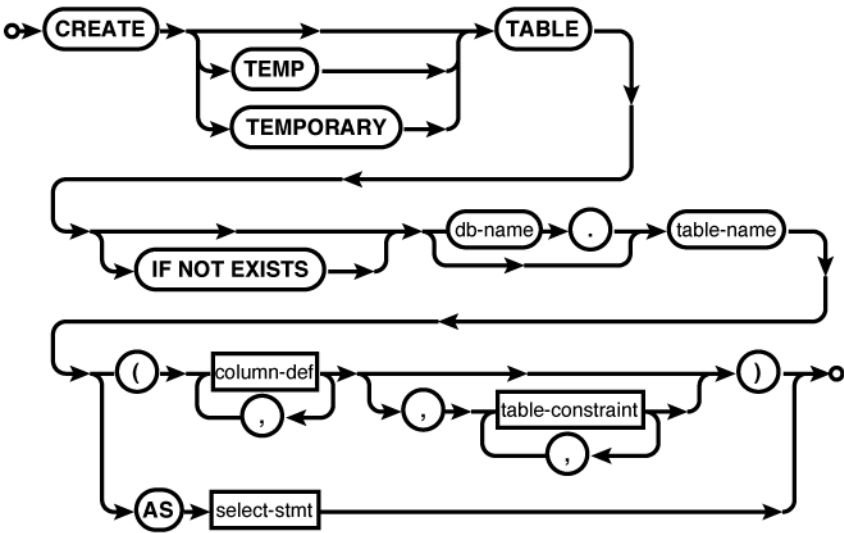 CREATE TABLE
TEMP
TEMPORARY
db-name . table-name
IF NOT EXISTS
( column-def )
, , table-constraint
,
AS select-stmt